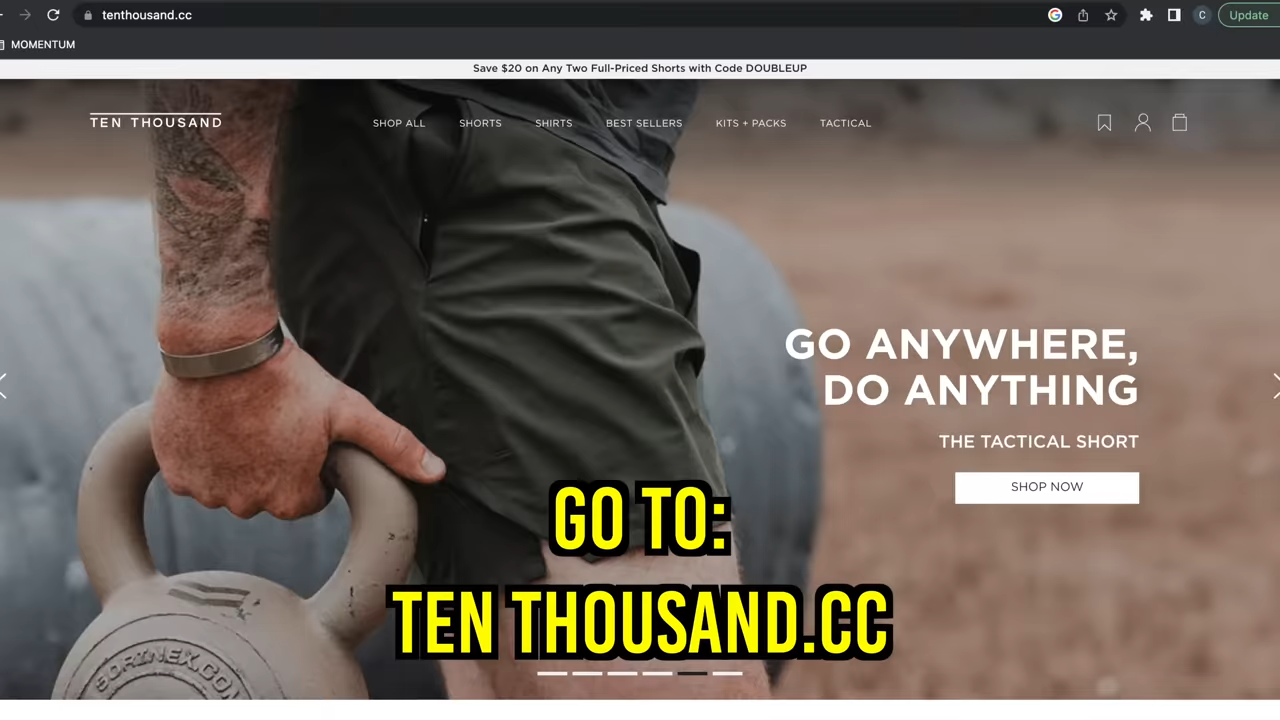 tenthousand.cc
C
Update
MOMENTUM
Save $20 on Any Two Full-Priced Shorts with Code DOUBLEUP
TEN THOUSAND
SHOP ALL
SHORTS
SHIRTS
BEST SELLERS
KITS + PACKS
TACTICAL
GO ANYWHERE,
DO ANYTHING
THE TACTICAL SHORT
SHOP NOW
GO TO:
TEN THOUSAND.CC
SORINEX.COM